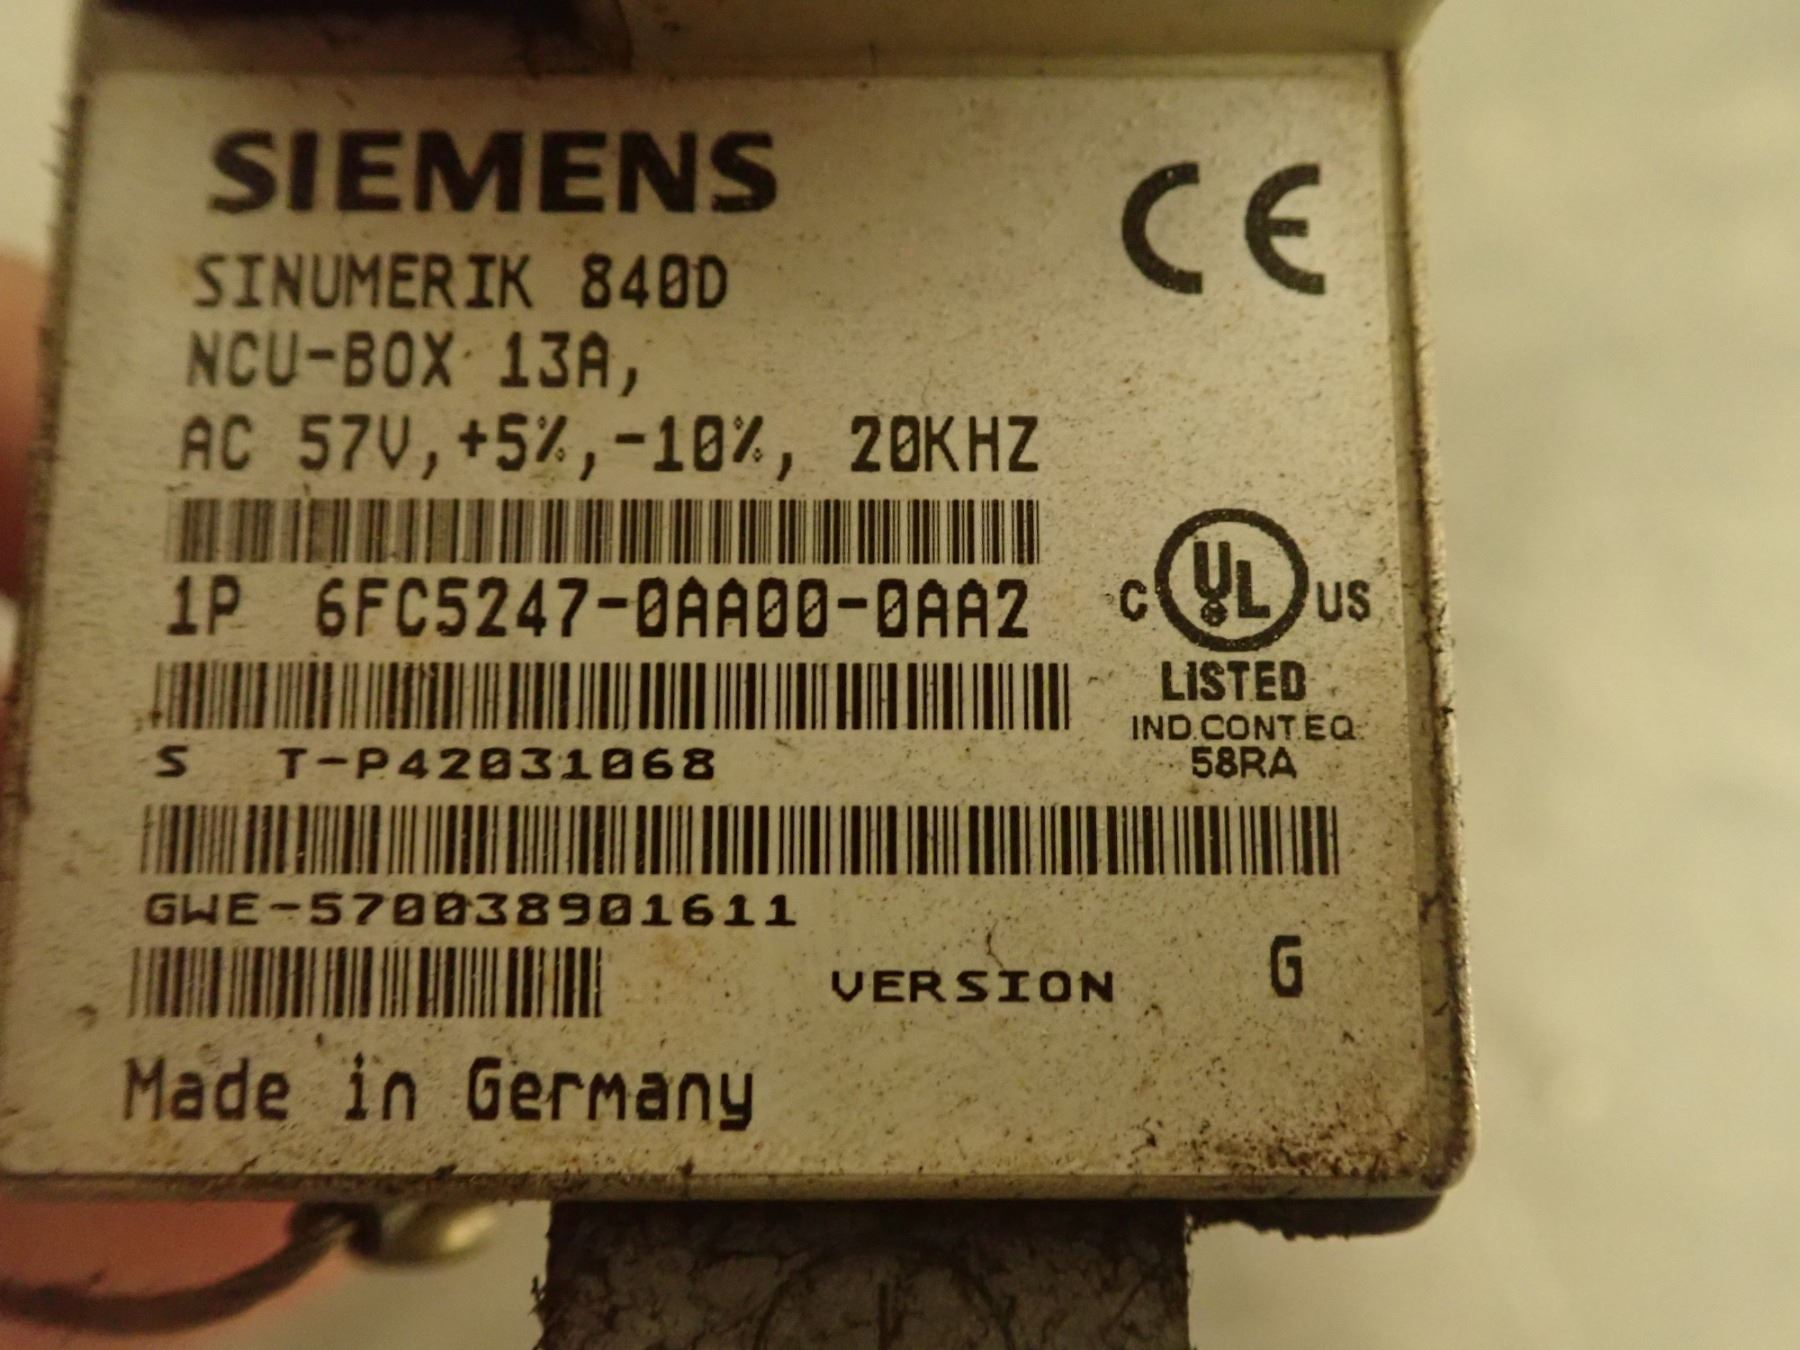 SIEMENS
CE
SINUMERIK 840D
NCU-BOX 13A,
AC 57V,+5%,-10%, 20KHZ
1P 6FC5247-0AA00-0AA2
C UL US
LISTED
IND.CONT.EQ.
58RA
S T-P42031068
GWE-570038901611
VERSION G
Made in Germany